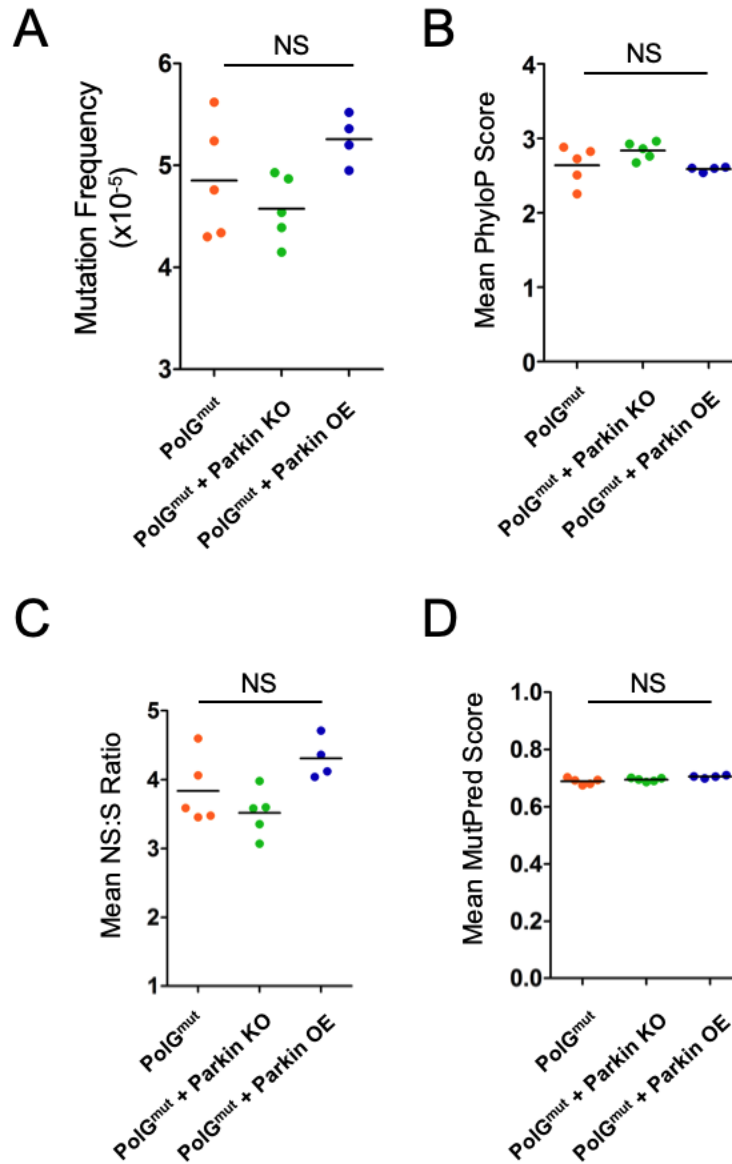 A
NS
Mutation Frequency
(x10⁻⁵)
6
5
4
3
PolGᵐᵘᵗ
PolGᵐᵘᵗ + Parkin KO
PolGᵐᵘᵗ + Parkin OE
B
NS
Mean PhyloP Score
4
3
2
1
0
PolGᵐᵘᵗ
PolGᵐᵘᵗ + Parkin KO
PolGᵐᵘᵗ + Parkin OE
C
NS
Mean NS:S Ratio
5
4
3
2
1
PolGᵐᵘᵗ
PolGᵐᵘᵗ + Parkin KO
PolGᵐᵘᵗ + Parkin OE
D
NS
Mean MutPred Score
1.0
0.8
0.6
0.4
0.2
0.0
PolGᵐᵘᵗ
PolGᵐᵘᵗ + Parkin KO
PolGᵐᵘᵗ + Parkin OE